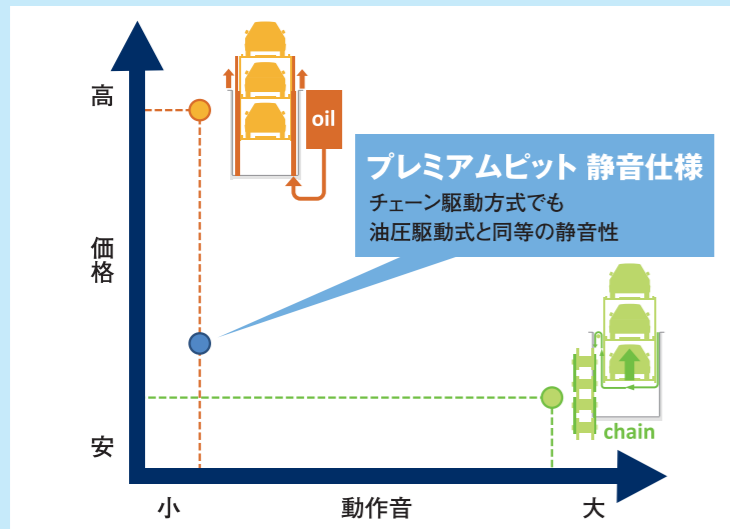 高
oil
プレミアムピット 静音仕様
チェーン駆動方式でも
油圧駆動式と同等の静音性
価格
chain
安
小
動作音
大